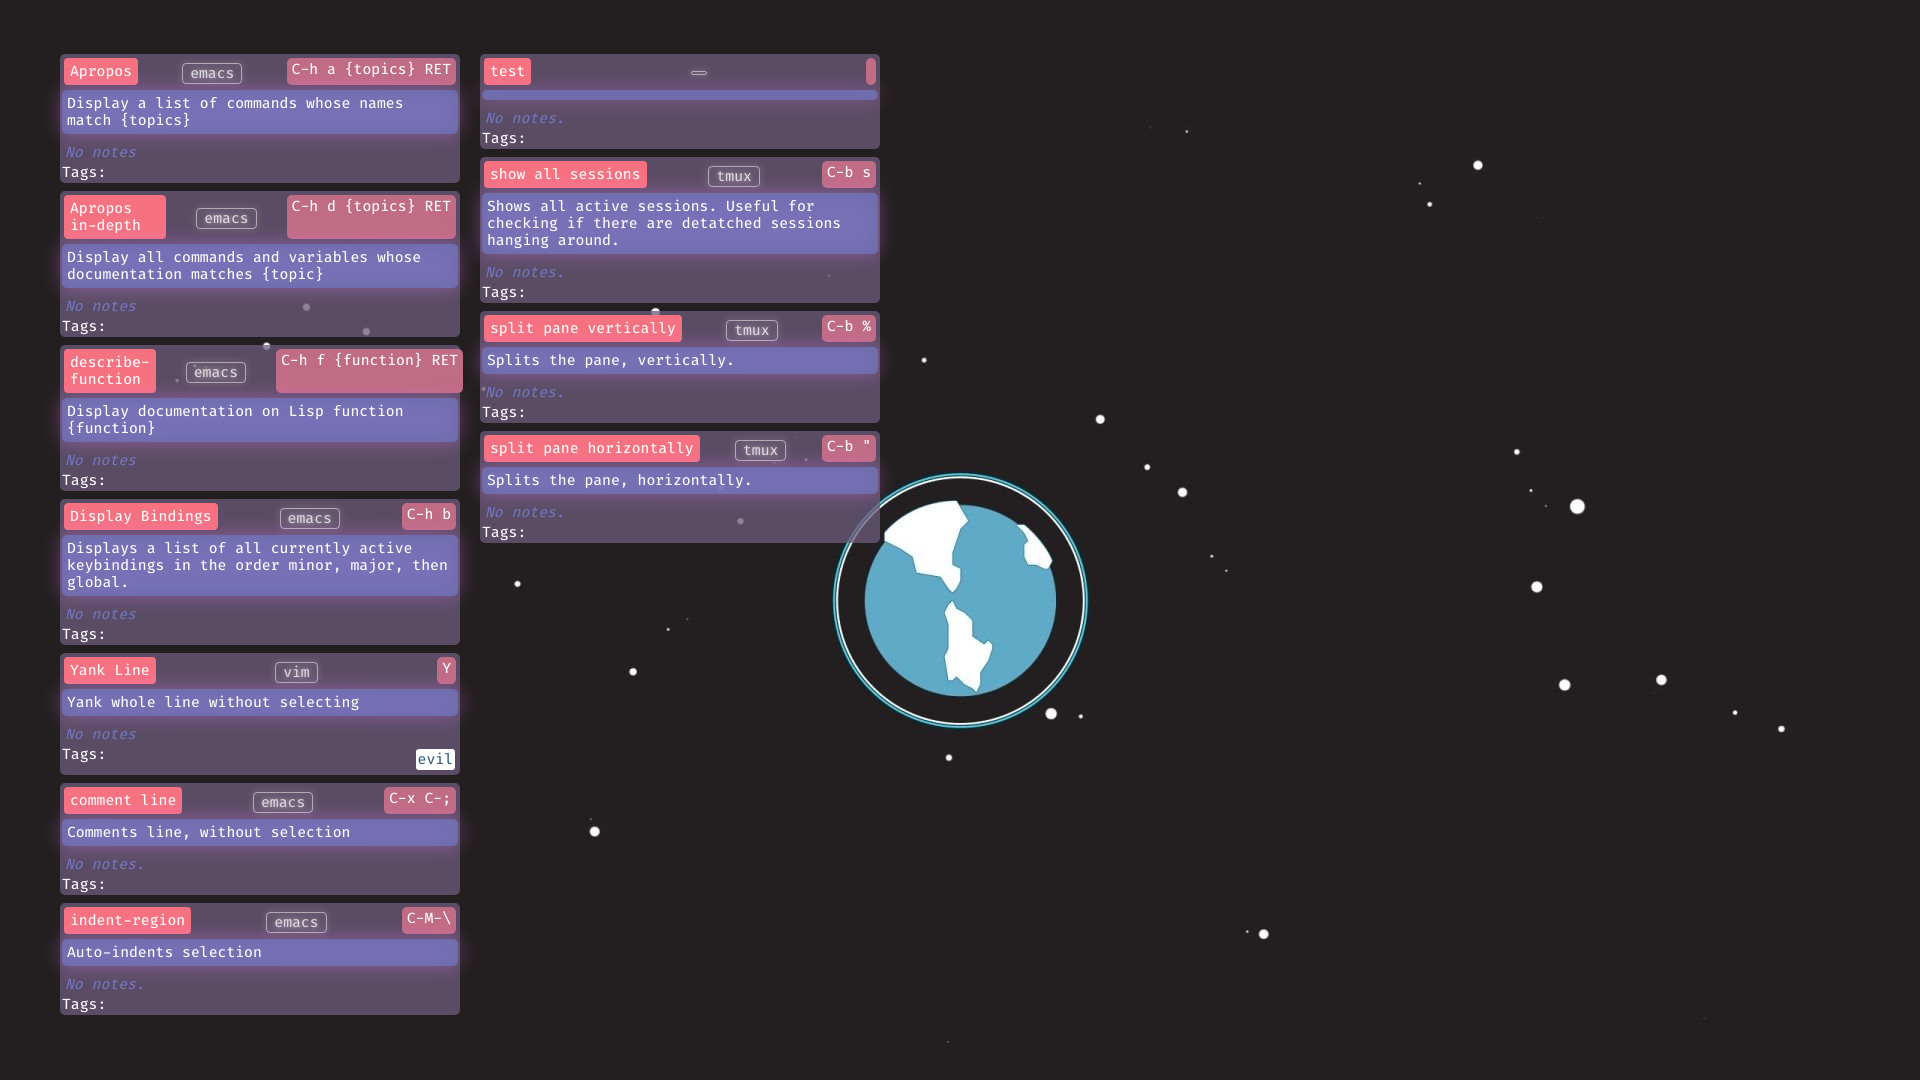 Apropos emacs C-h a {topics} RET
Display a list of commands whose names
match {topics}
No notes
Tags:
Apropos
in-depth
emacs
C-h d {topics} RET
Display all commands and variables whose
documentation matches {topic}
No notes
Tags:
describe-
function
emacs
C-h f {function} RET
Display documentation on Lisp function
{function}
No notes
Tags:
Display Bindings emacs C-h b
Displays a list of all currently active
keybindings in the order minor, major, then
global.
No notes
Tags:
Yank Line vim Y
Yank whole line without selecting
No notes
Tags:
evil
comment line emacs C-x C-;
Comments line, without selection
No notes.
Tags:
indent-region emacs C-M-\
Auto-indents selection
No notes.
Tags:
test
No notes.
Tags:
show all sessions tmux C-b s
Shows all active sessions. Useful for
checking if there are detatched sessions
hanging around.
No notes.
Tags:
split pane vertically tmux C-b %
Splits the pane, vertically.
No notes.
Tags:
split pane horizontally tmux C-b "
Splits the pane, horizontally.
No notes.
Tags: